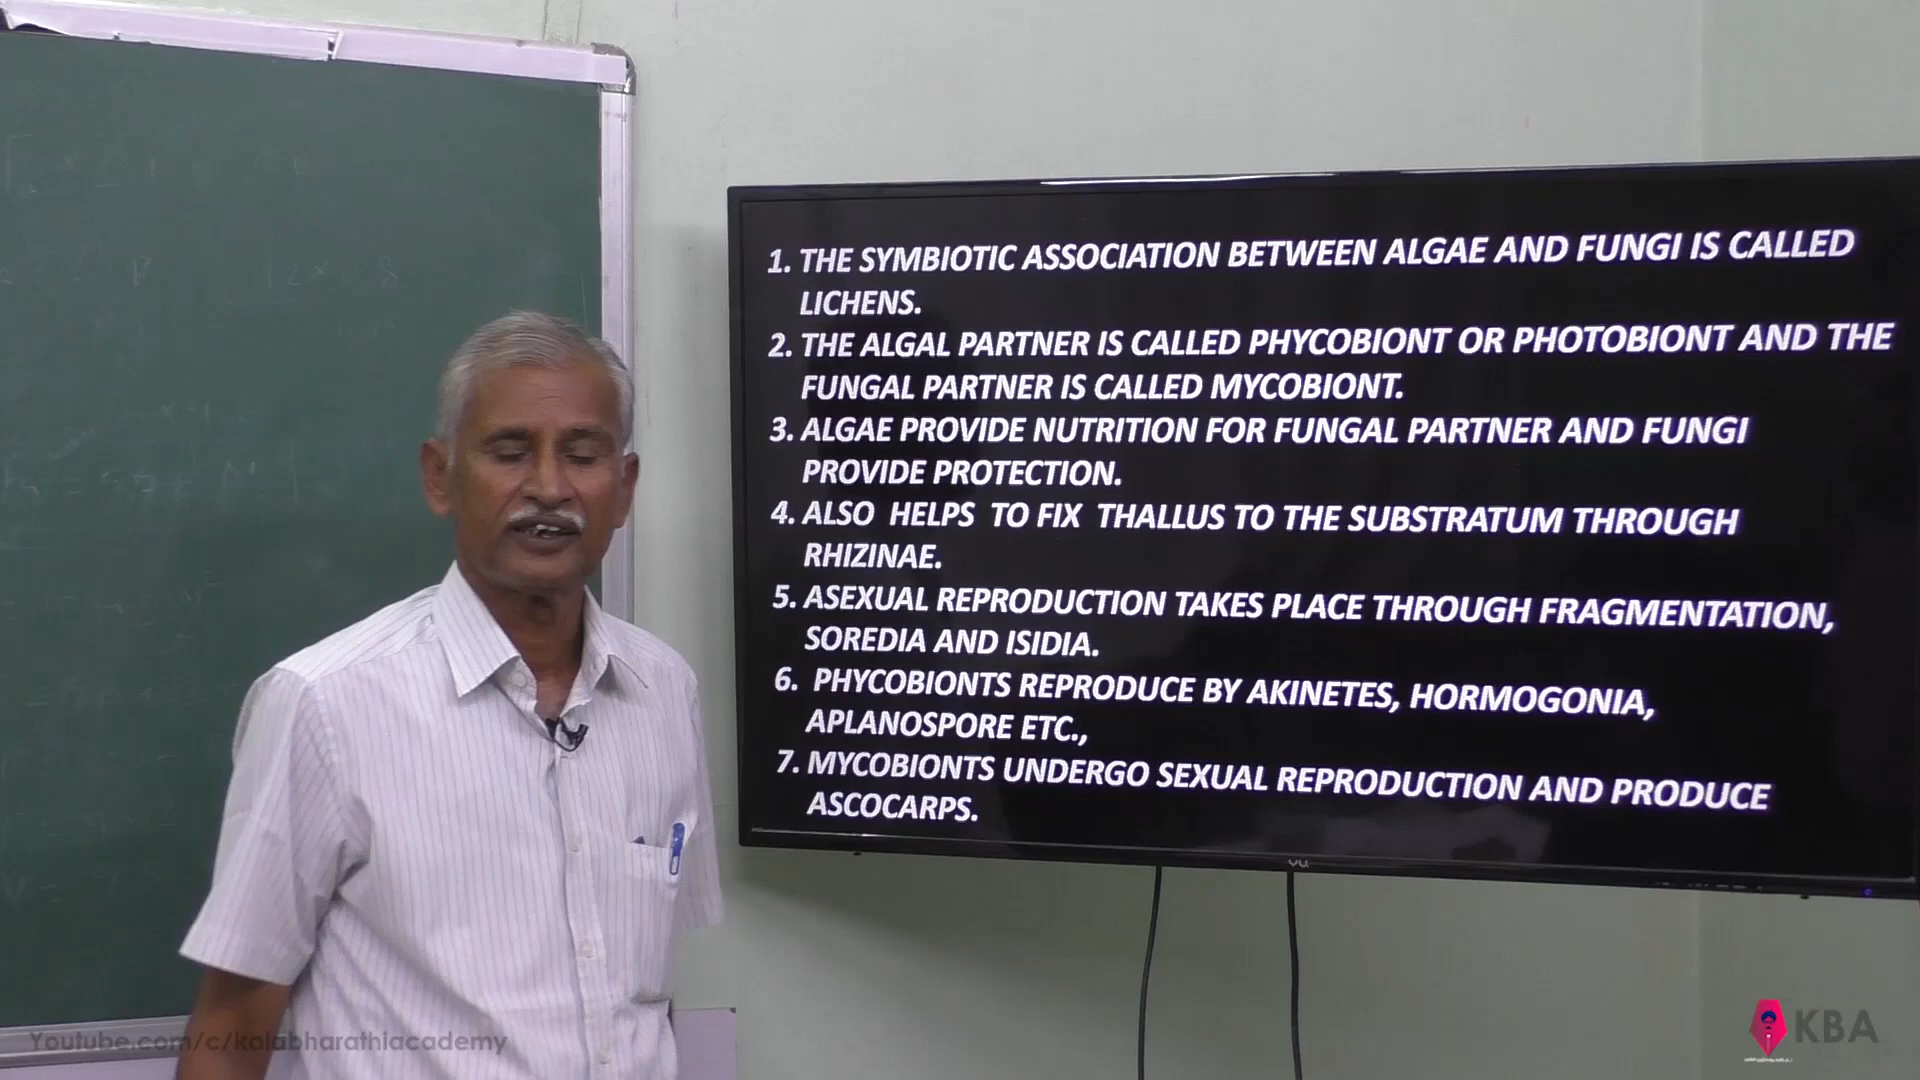 1. THE SYMBIOTIC ASSOCIATION BETWEEN ALGAE AND FUNGI IS CALLED
LICHENS.
2. THE ALGAL PARTNER IS CALLED PHYCOBIONT OR PHOTOBIONT AND THE
FUNGAL PARTNER IS CALLED MYCOBIONT.
3. ALGAE PROVIDE NUTRITION FOR FUNGAL PARTNER AND FUNGI
PROVIDE PROTECTION.
4. ALSO HELPS TO FIX THALLUS TO THE SUBSTRATUM THROUGH
RHIZINAE.
5. ASEXUAL REPRODUCTION TAKES PLACE THROUGH FRAGMENTATION,
SOREDIA AND ISIDIA.
6. PHYCOBIONTS REPRODUCE BY AKINETES, HORMOGONIA,
APLANOSPORE ETC.,
7. MYCOBIONTS UNDERGO SEXUAL REPRODUCTION AND PRODUCE
ASCOCARPS.
VU
Youtube.com/c/kalabharathiacademy
KBA